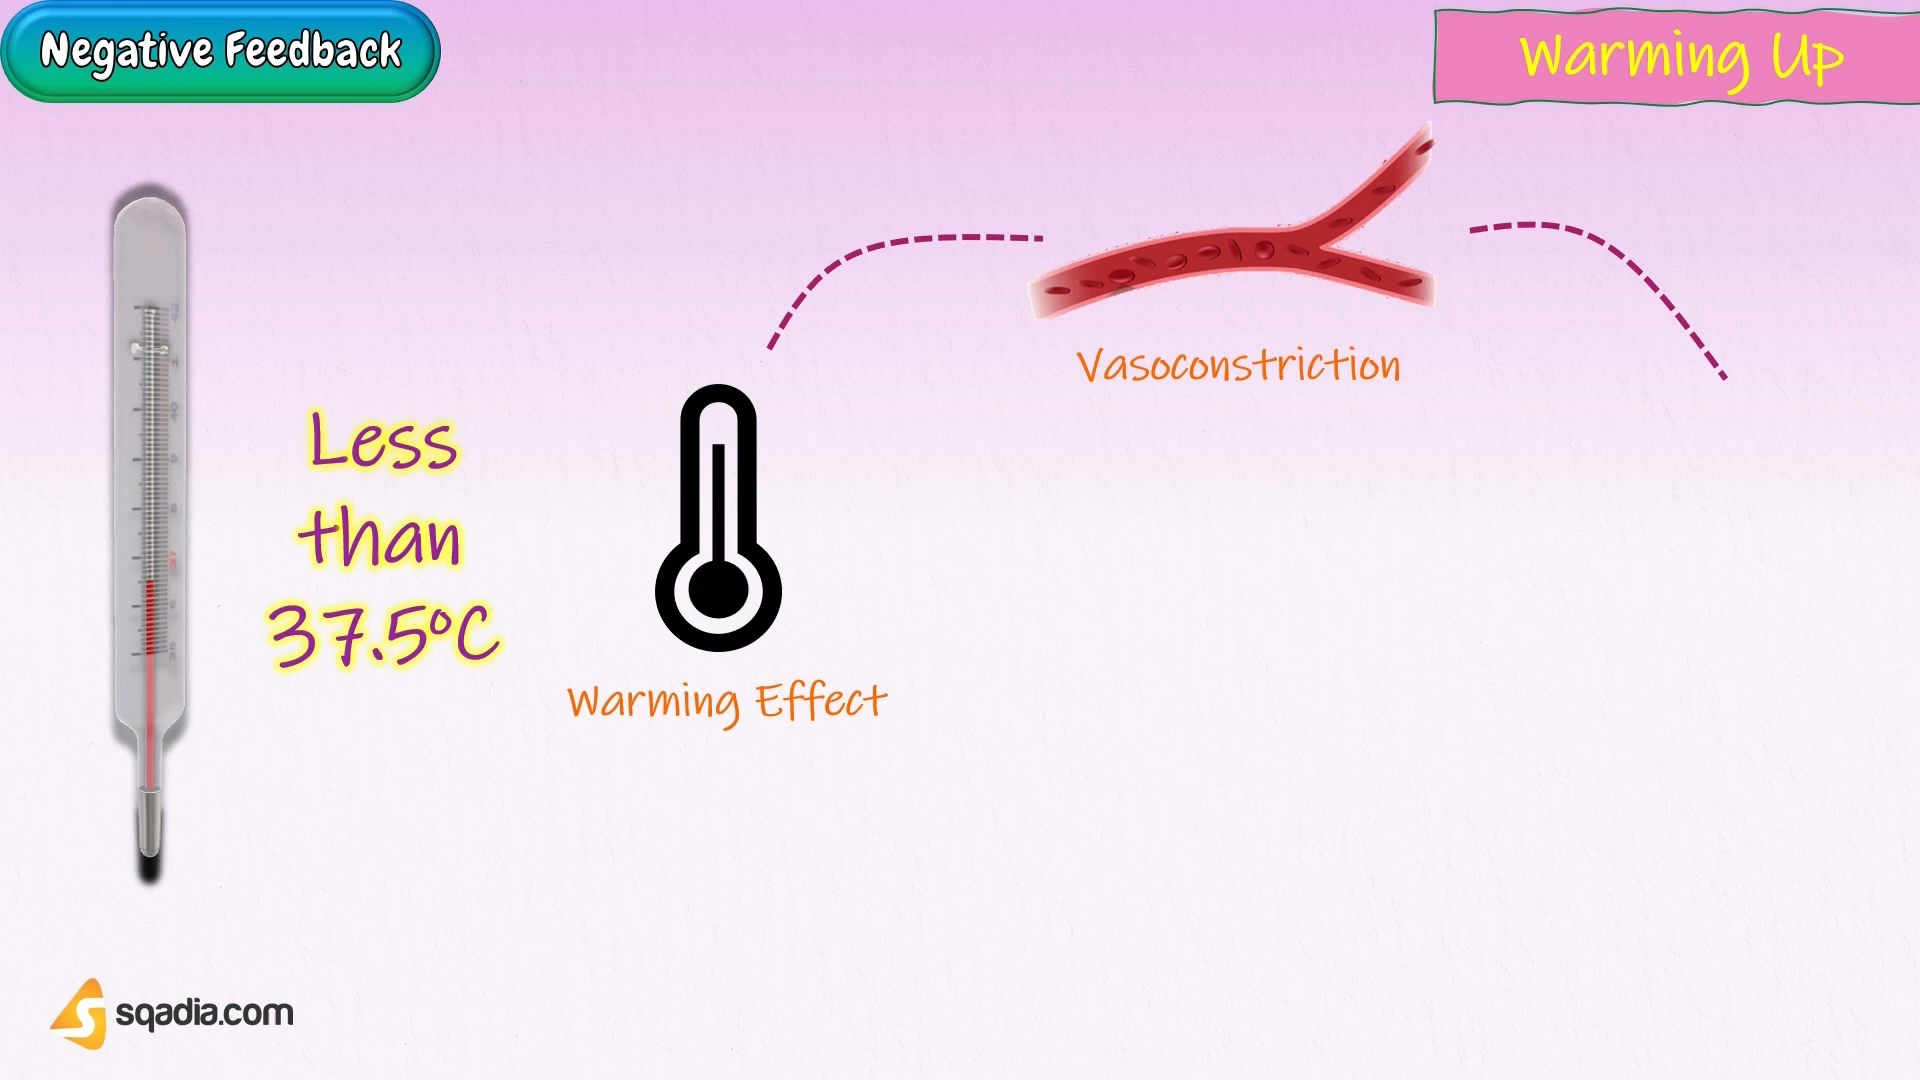 Negative Feedback
Warming Up
Vasoconstriction
Less
than
37.5°C
Warming Effect
sqadia.com